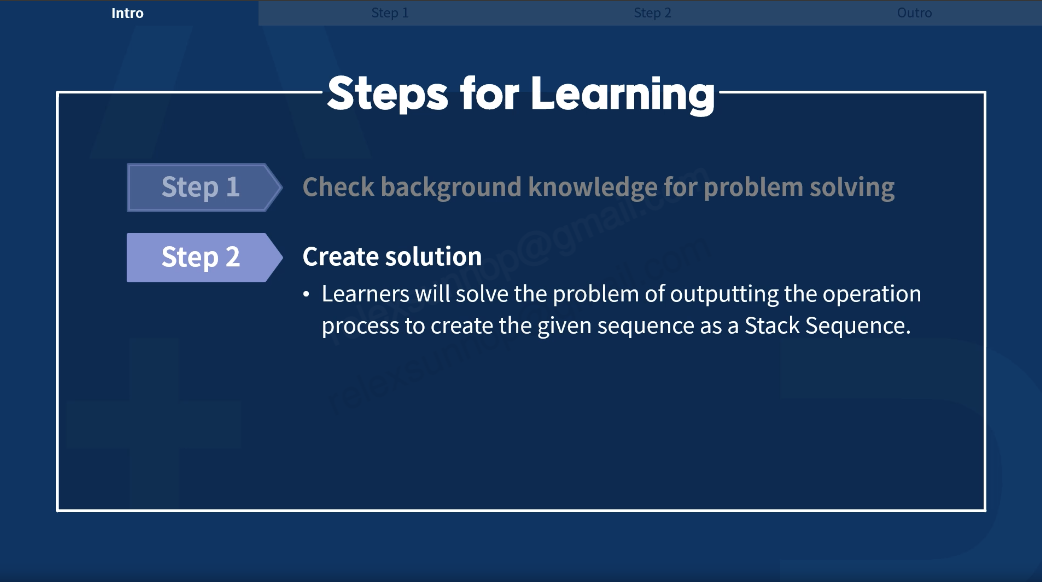 Intro
Step 1
Step 2
Outro
Steps for Learning
Step 1
Check background knowledge for problem solving
Step 2
Create solution
• Learners will solve the problem of outputting the operation
process to create the given sequence as a Stack Sequence.